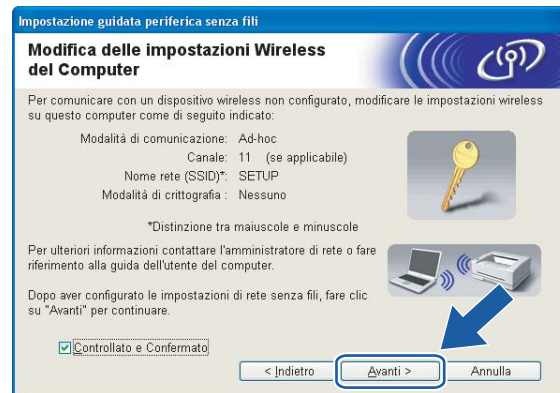 Impostazione guidata periferica senza fili
Modifica delle impostazioni Wireless
del Computer
Per comunicare con un dispositivo wireless non configurato, modificare le impostazioni wireless
su questo computer come di seguito indicato:
Modalità di comunicazione: Ad-hoc
Canale: 11 (se applicabile)
Nome rete (SSID)*: SETUP
Modalità di crittografia : Nessuno
*Distinzione tra maiuscole e minuscole
Per ulteriori informazioni contattare l'amministratore di rete o fare
riferimento alla guida dell'utente del computer.
Dopo aver configurato le impostazioni di rete senza fili, fare clic
su "Avanti" per continuare.
Controllato e Confermato
< Indietro Avanti > Annulla